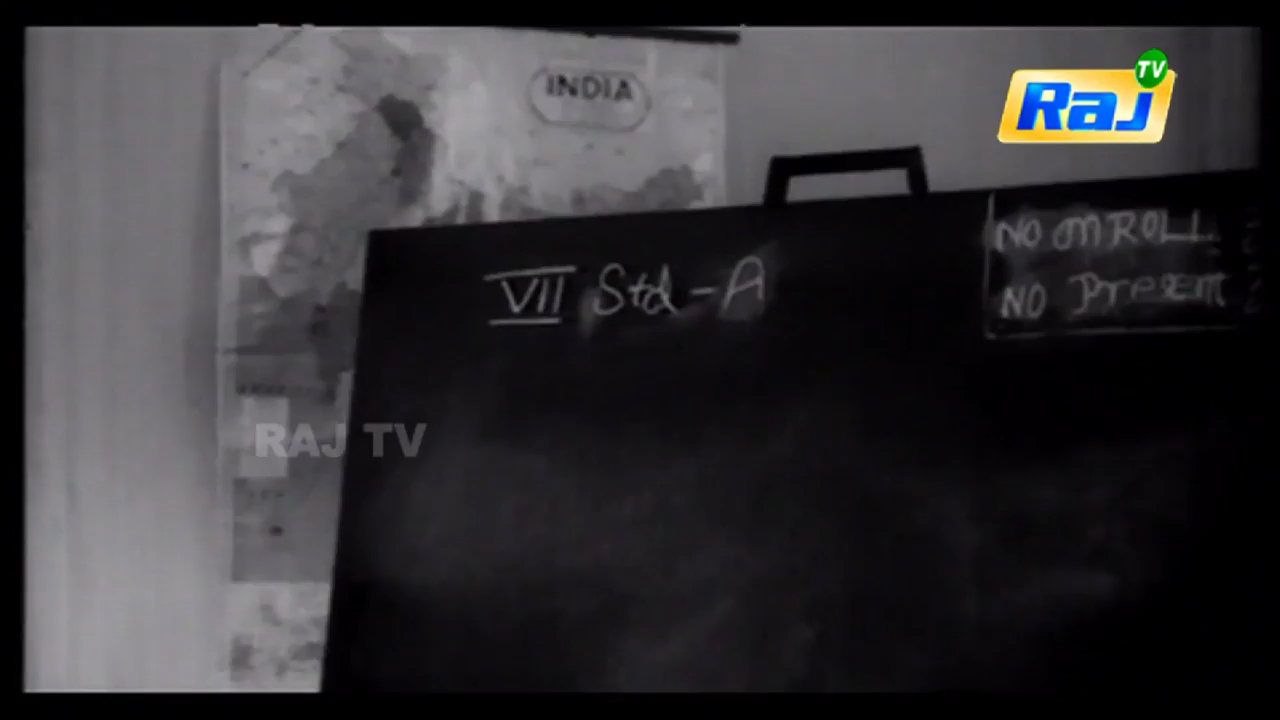 INDIA
Raj TV
VII Std - A
NO ON ROLL
NO Present
RAJ TV